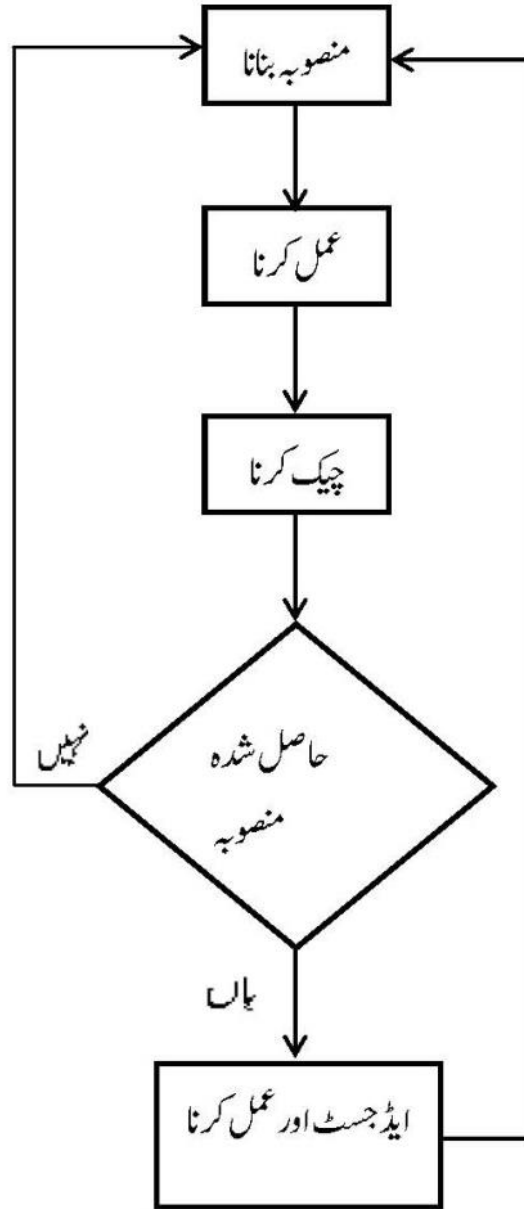 منصوبہ بنانا
عمل کرنا
چیک کرنا
حاصل شدہ
منصوبہ
نہیں
ہاں
ایڈجسٹ اور عمل کرنا